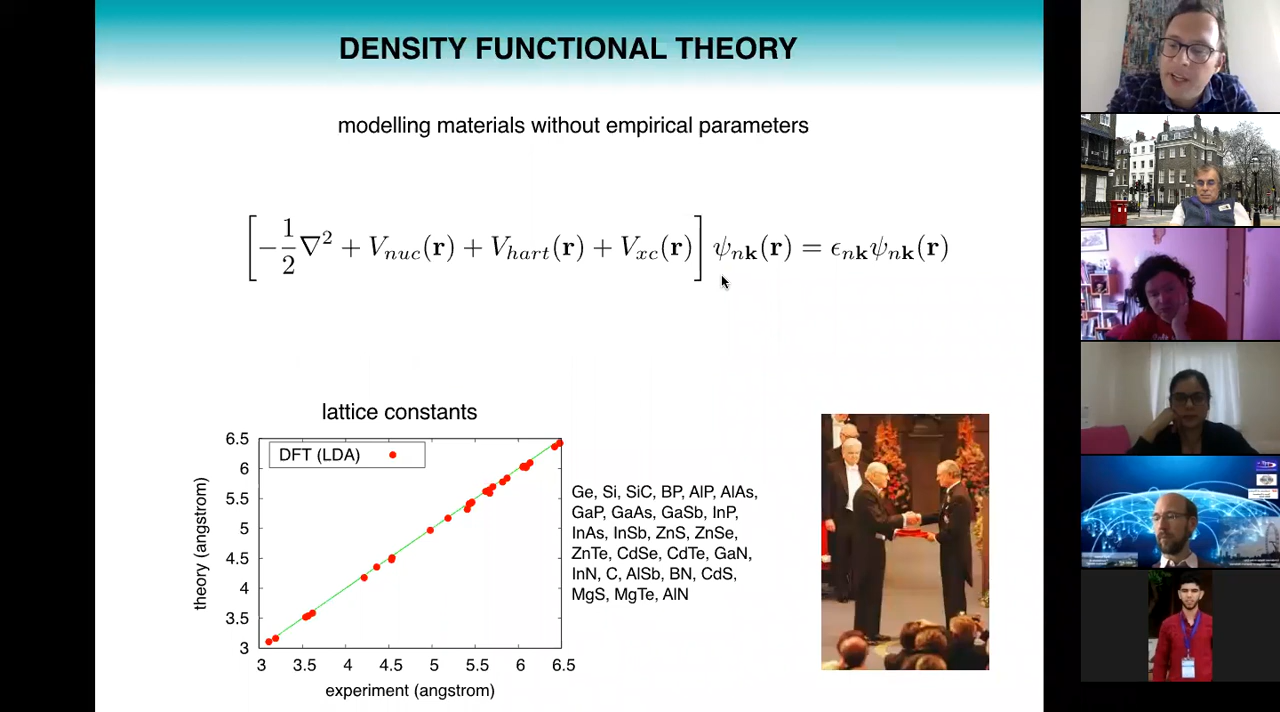 DENSITY FUNCTIONAL THEORY
modelling materials without empirical parameters
[−1/2∇² + V_nuc(r) + V_hart(r) + V_xc(r)] ψ_nk(r) = ϵ_nkψ_nk(r)
lattice constants
DFT (LDA)
6.5
6
5.5
5
4.5
4
3.5
3
theory (angstrom)
3 3.5 4 4.5 5 5.5 6 6.5
experiment (angstrom)
Ge, Si, SiC, BP, AlP, AlAs,
GaP, GaAs, GaSb, InP,
InAs, InSb, ZnS, ZnSe,
ZnTe, CdSe, CdTe, GaN,
InN, C, AlSb, BN, CdS,
MgS, MgTe, AlN